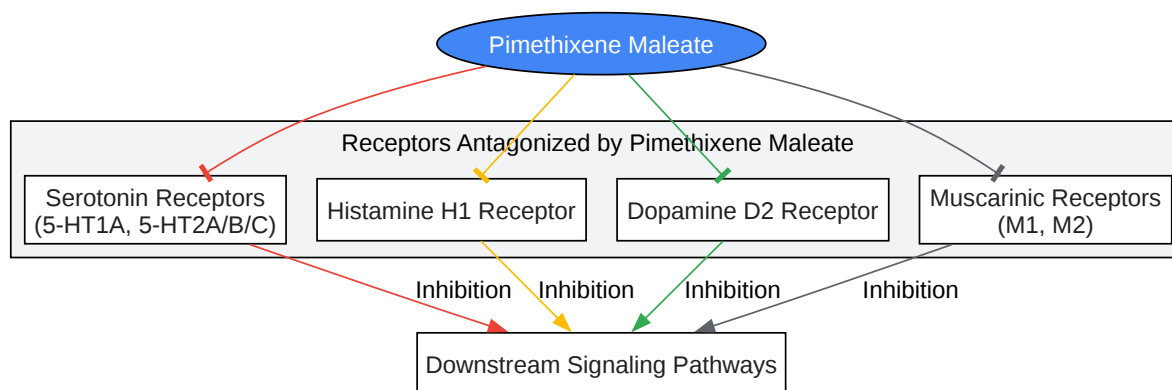 Pimethixene Maleate
Receptors Antagonized by Pimethixene Maleate
Serotonin Receptors
(5-HT1A, 5-HT2A/B/C)
Histamine H1 Receptor
Dopamine D2 Receptor
Muscarinic Receptors
(M1, M2)
Inhibition
Inhibition
Inhibition
Inhibition
Downstream Signaling Pathways